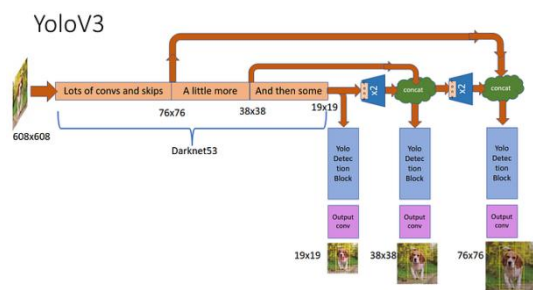 YoloV3
Lots of convs and skips
A little more
And then some
x2
concat
x2
concat
608x608
76x76
38x38
19x19
Darknet53
Yolo
Detec
tion
Block
Yolo
Detec
tion
Block
Yolo
Detec
tion
Block
Output
conv
Output
conv
Output
conv
19x19
38x38
76x76